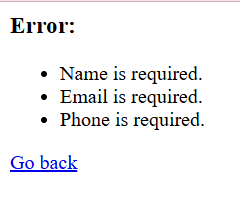 Error:
Name is required.
Email is required.
Phone is required.
Go back